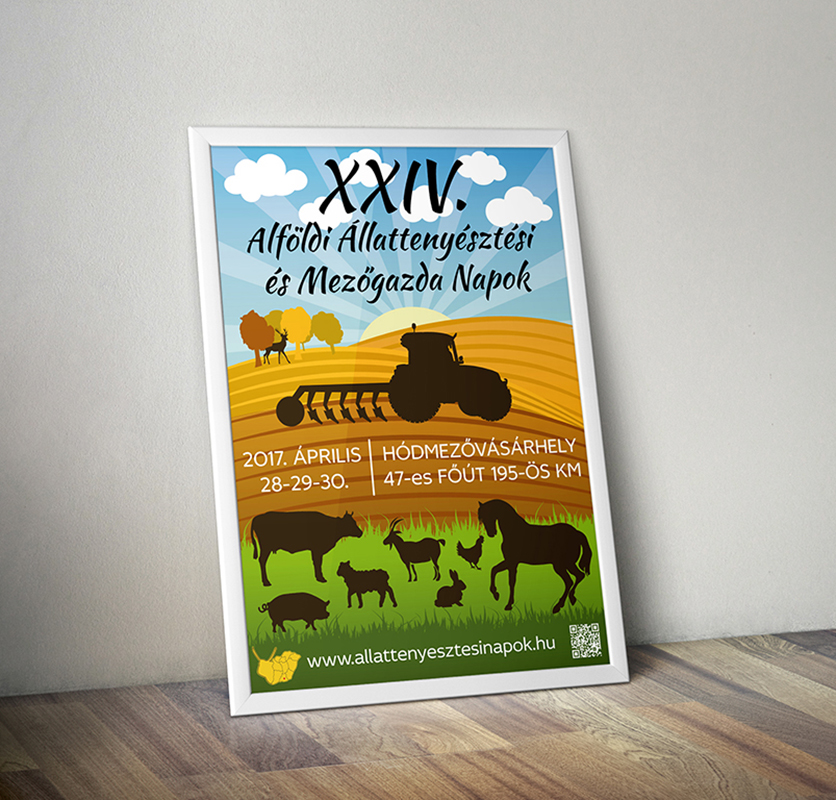 XXIV.
Alföldi Állattenyésztési
és Mezőgazda Napok
2017. ÁPRILIS
28-29-30.
HÓDMEZŐVÁSÁRHELY
47-es FŐÚT 195-ÖS KM
www.allattenyesztesinapok.hu